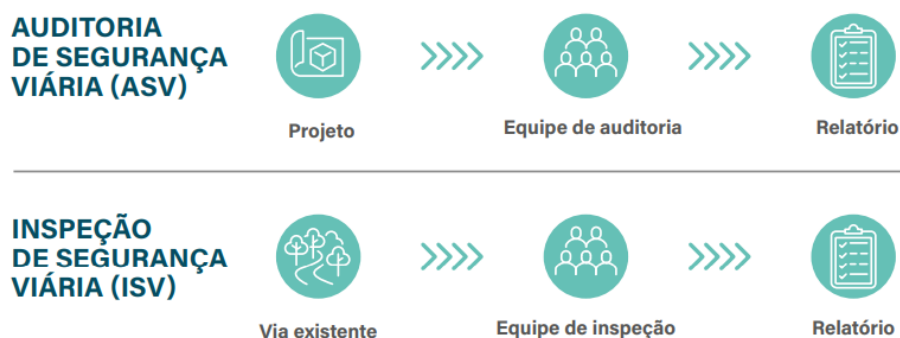 AUDITORIA
DE SEGURANÇA
VIÁRIA (ASV)
Projeto
Equipe de auditoria
Relatório
INSPEÇÃO
DE SEGURANÇA
VIÁRIA (ISV)
Via existente
Equipe de inspeção
Relatório